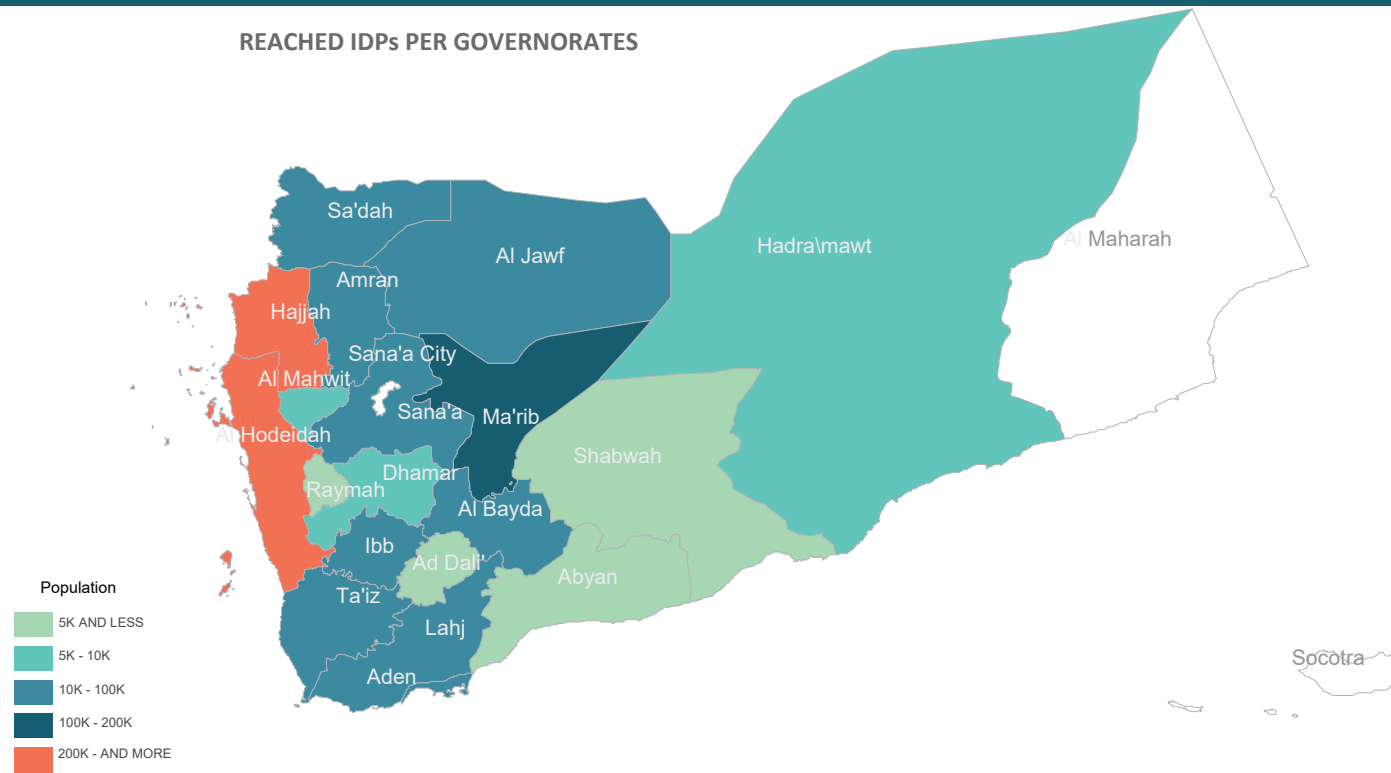 REACHED IDPs PER GOVERNORATES
Sa'dah
Al Jawf
Hadra\mawt
Al Maharah
Amran
Hajjah
Sana'a City
Al Mahwit
Sana'a
Ma'rib
Al Hodeidah
Shabwah
Dhamar
Raymah
Al Bayda
Ibb
Ad Dali'
Abyan
Ta'iz
Lahj
Aden
Socotra
Population
5K AND LESS
5K - 10K
10K - 100K
100K - 200K
200K - AND MORE